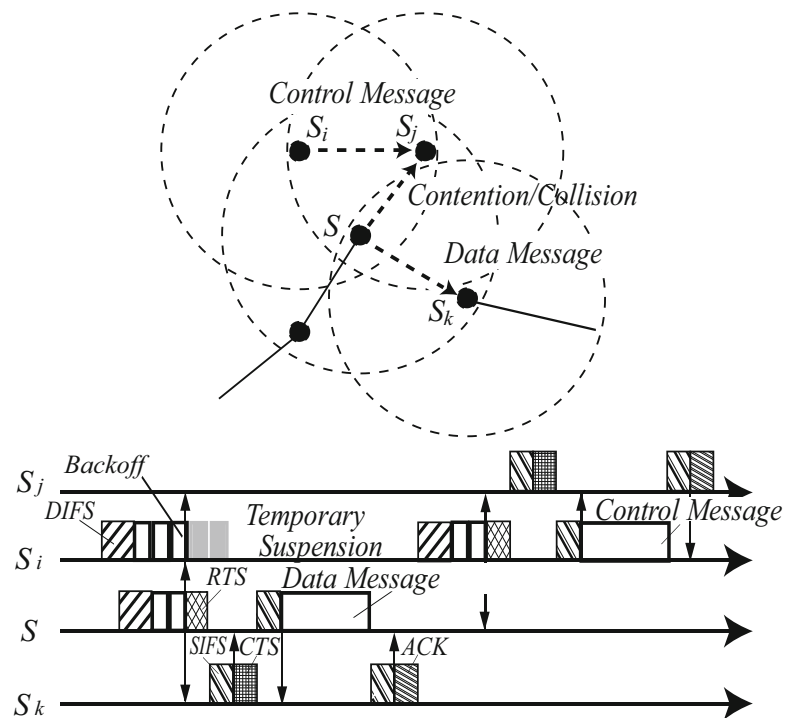 Control Message
Si Sj
Contention/Collision
S
Data Message
Sk
Backoff
Sj
DIFS
Temporary
Suspension
Control Message
Si
RTS
Data Message
S
SIFS
CTS
ACK
Sk